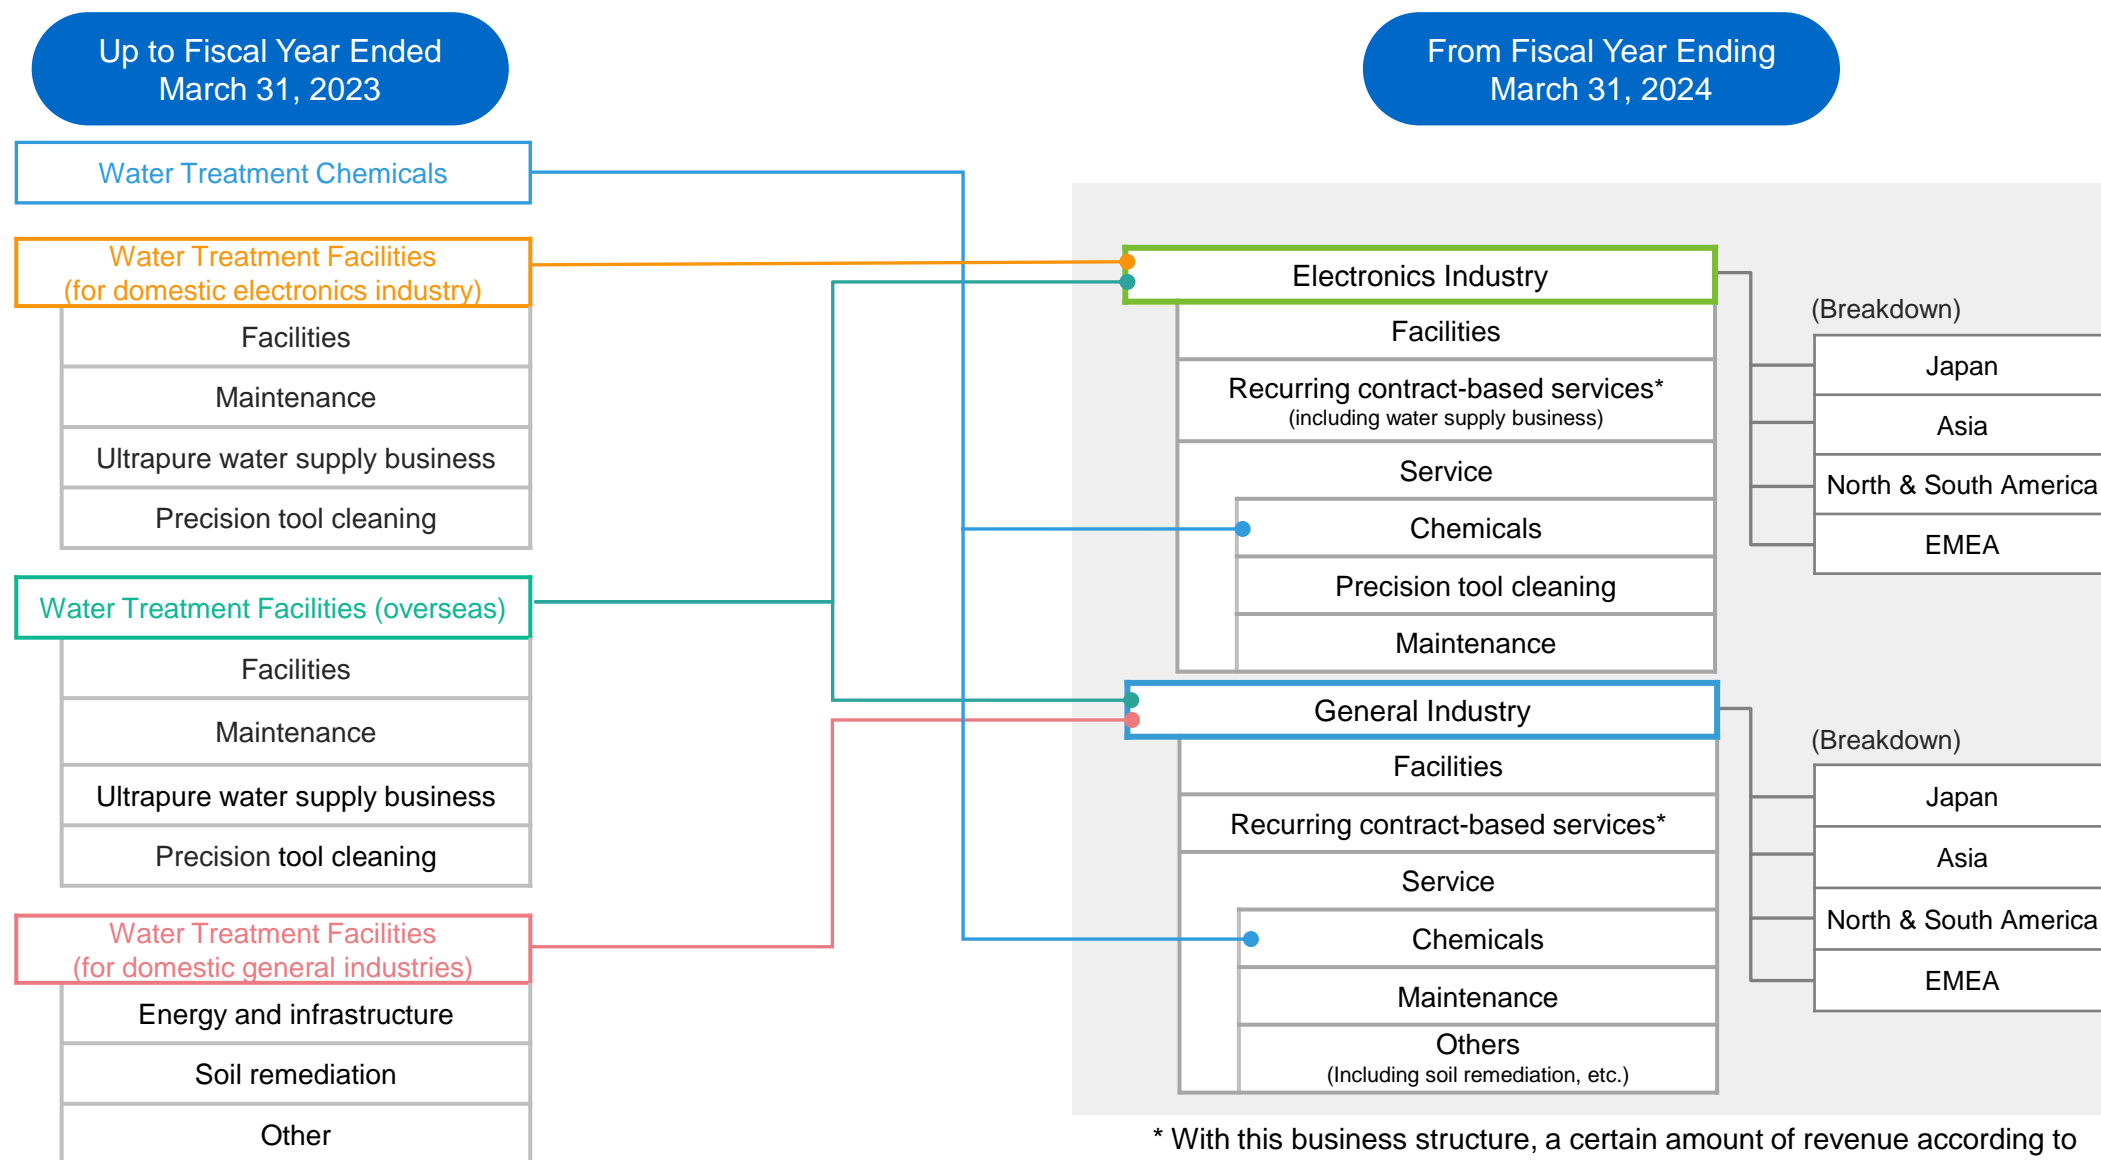 Up to Fiscal Year Ended
March 31, 2023
Water Treatment Chemicals
Water Treatment Facilities
(for domestic electronics industry)
Facilities
Maintenance
Ultrapure water supply business
Precision tool cleaning
Water Treatment Facilities (overseas)
Facilities
Maintenance
Ultrapure water supply business
Precision tool cleaning
Water Treatment Facilities
(for domestic general industries)
Energy and infrastructure
Soil remediation
Other
From Fiscal Year Ending
March 31, 2024
Electronics Industry
Facilities
Recurring contract-based services*
(including water supply business)
Service
Chemicals
Precision tool cleaning
Maintenance
(Breakdown)
Japan
Asia
North & South America
EMEA
General Industry
Facilities
Recurring contract-based services*
Service
Chemicals
Maintenance
Others
(Including soil remediation, etc.)
(Breakdown)
Japan
Asia
North & South America
EMEA
* With this business structure, a certain amount of revenue according to